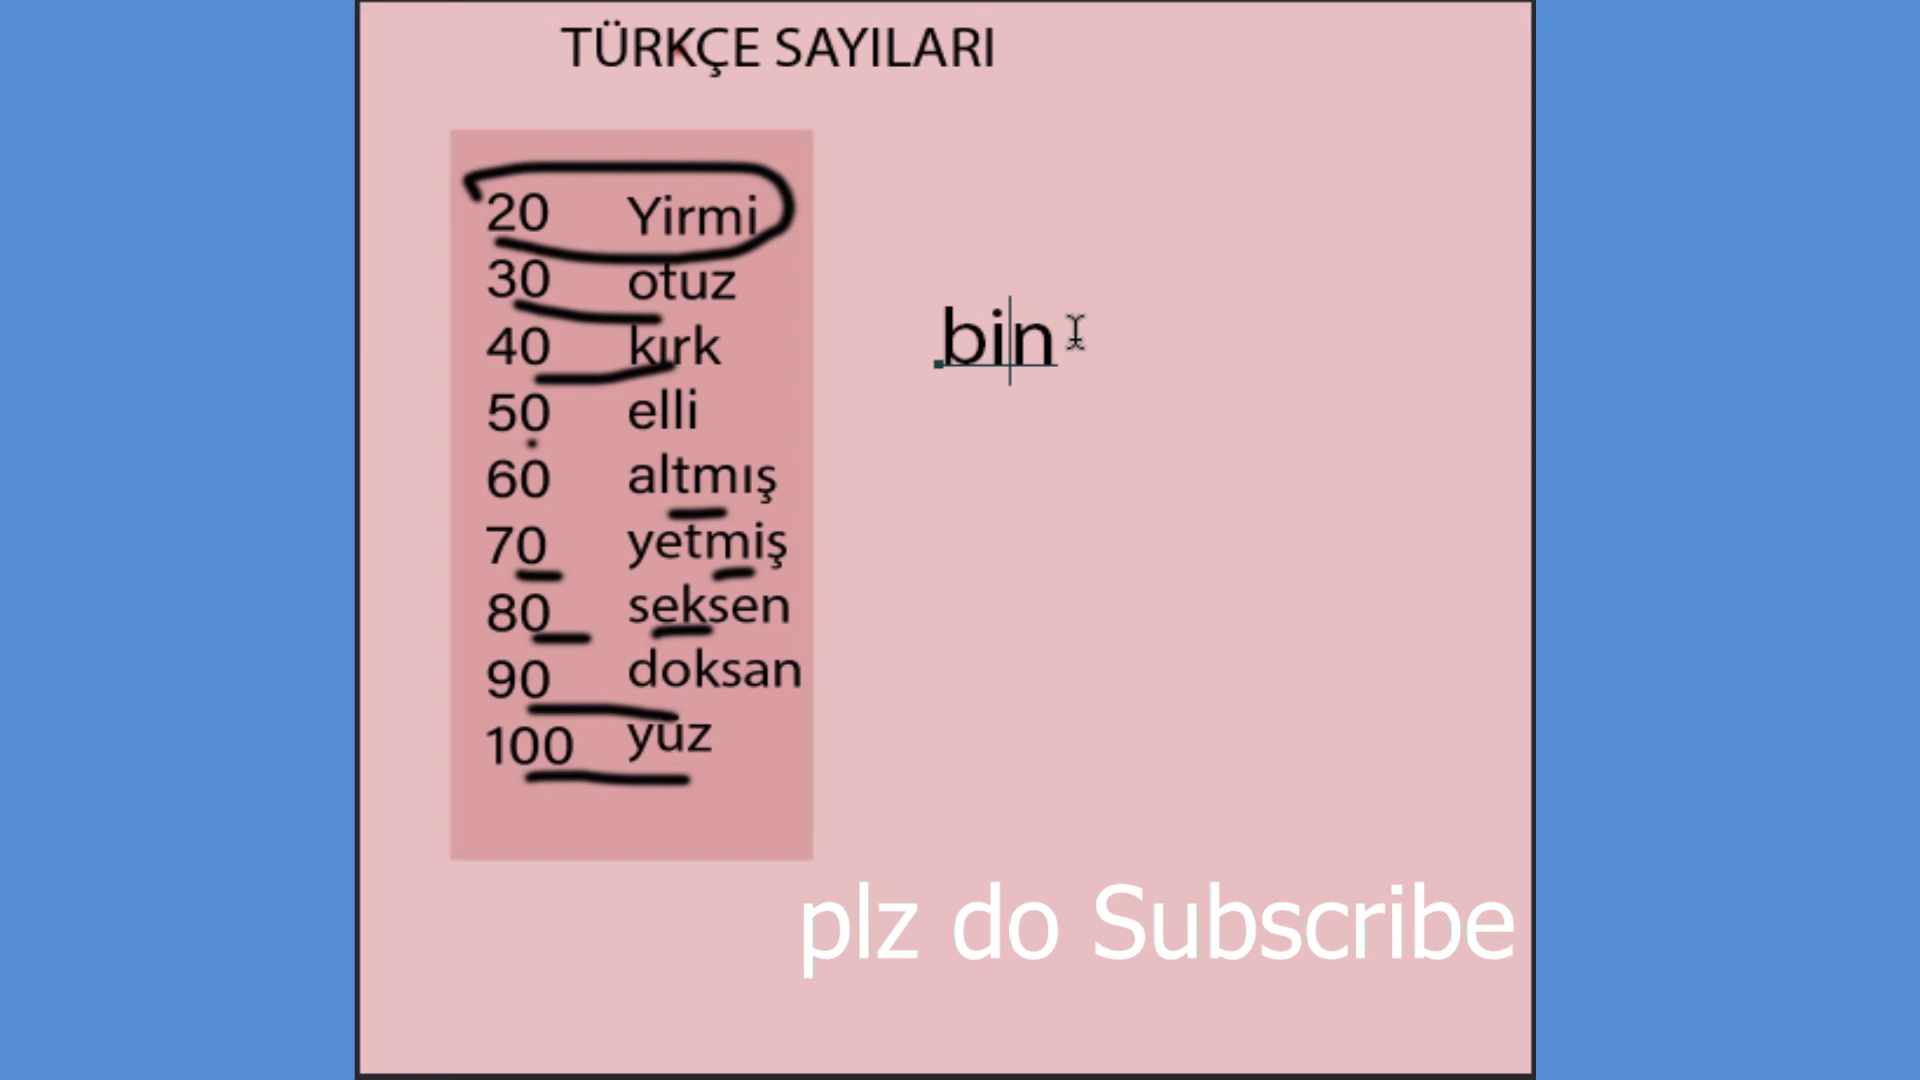 TÜRKÇE SAYILARI
20 Yirmi
30 otuz
40 kırk
50 elli
60 altmış
70 yetmiş
80 seksen
90 doksan
100 yüz
bin
plz do Subscribe